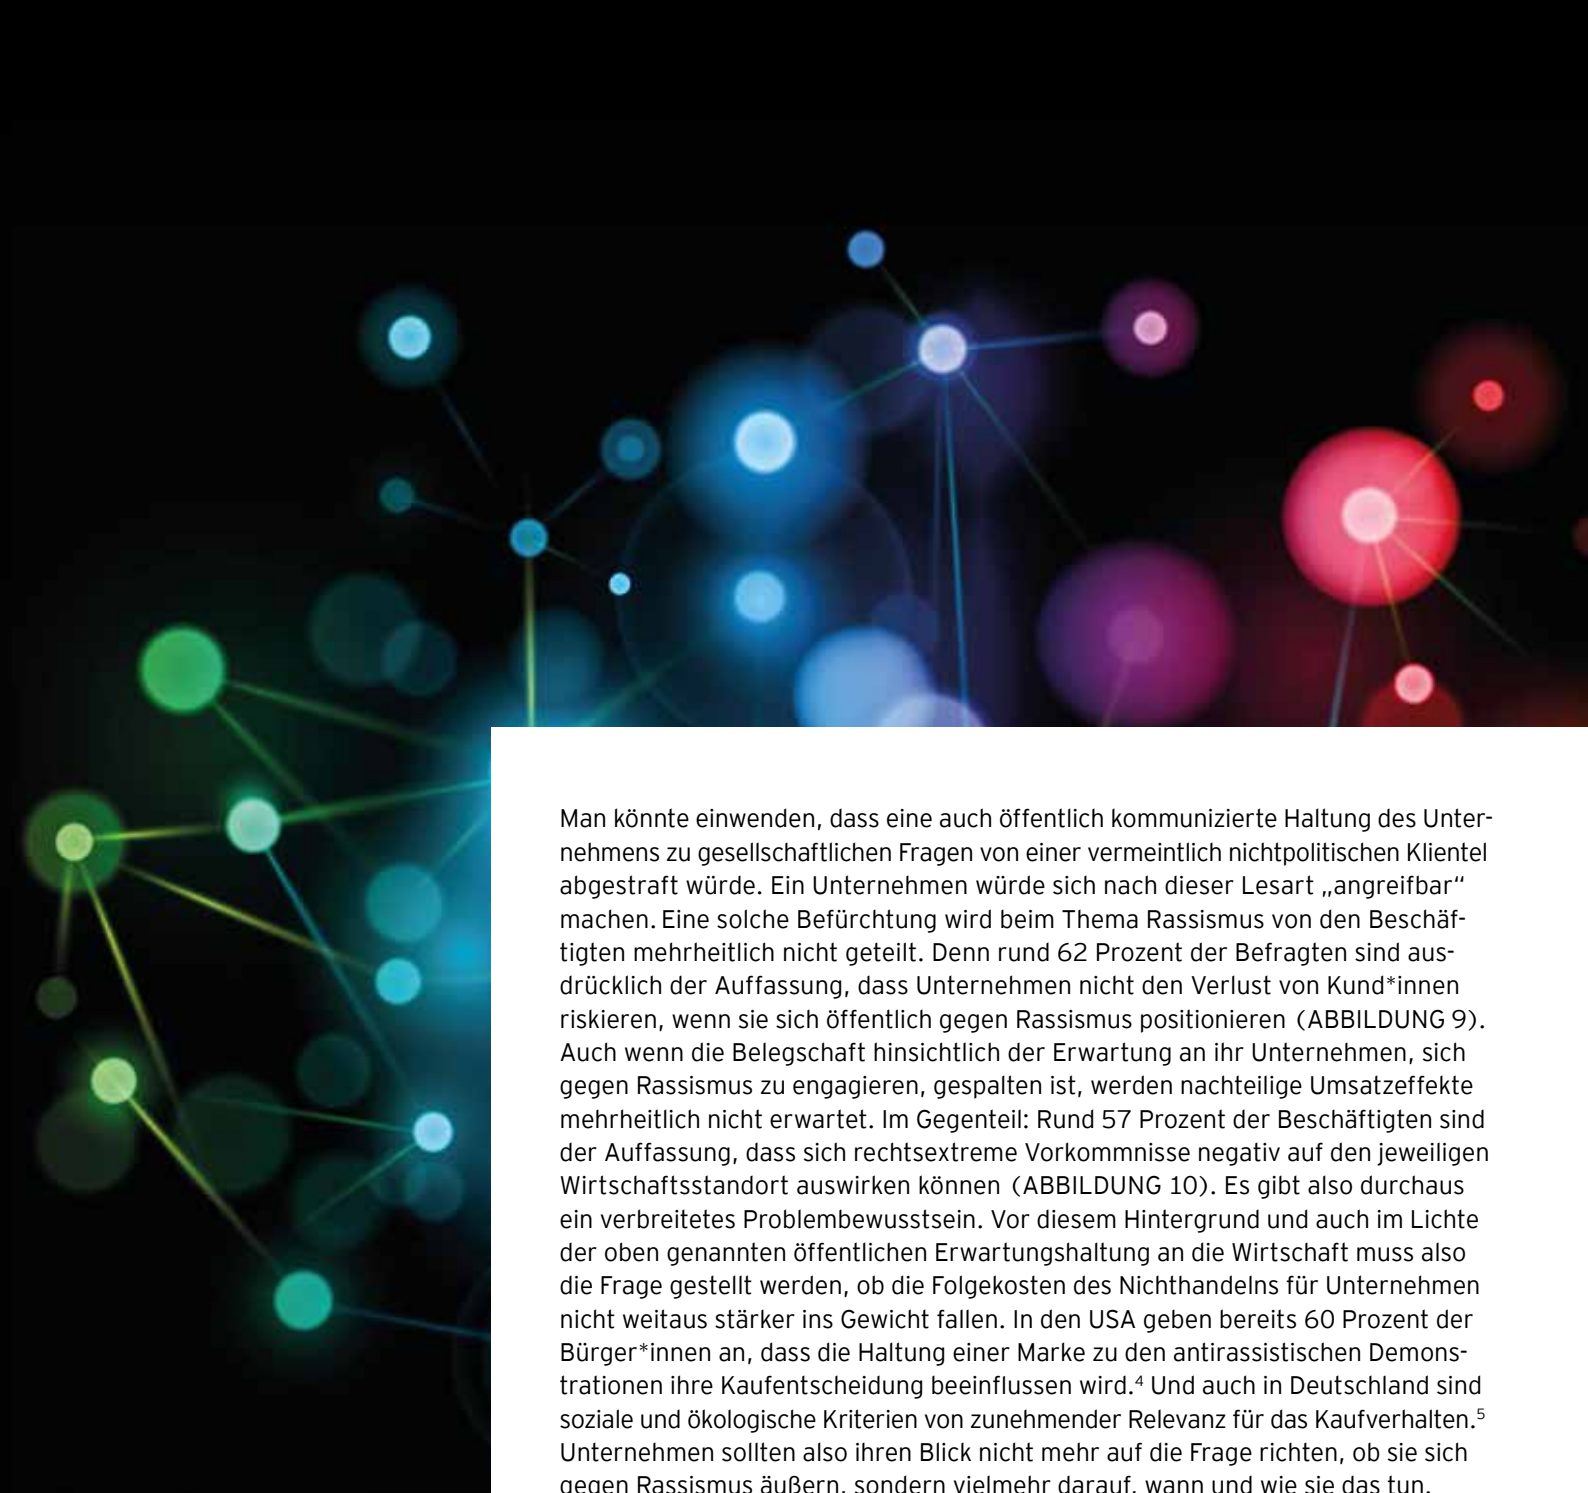 Man könnte einwenden, dass eine auch öffentlich kommunizierte Haltung des Unter-
nehmens zu gesellschaftlichen Fragen von einer vermeintlich nichtpolitischen Klientel
abgestraft würde. Ein Unternehmen würde sich nach dieser Lesart „angreifbar“
machen. Eine solche Befürchtung wird beim Thema Rassismus von den Beschäf-
tigten mehrheitlich nicht geteilt. Denn rund 62 Prozent der Befragten sind aus-
drücklich der Auffassung, dass Unternehmen nicht den Verlust von Kund*innen
riskieren, wenn sie sich öffentlich gegen Rassismus positionieren (ABBILDUNG 9).
Auch wenn die Belegschaft hinsichtlich der Erwartung an ihr Unternehmen, sich
gegen Rassismus zu engagieren, gespalten ist, werden nachteilige Umsatzeffekte
mehrheitlich nicht erwartet. Im Gegenteil: Rund 57 Prozent der Beschäftigten sind
der Auffassung, dass sich rechtsextreme Vorkommnisse negativ auf den jeweiligen
Wirtschaftsstandort auswirken können (ABBILDUNG 10). Es gibt also durchaus
ein verbreitetes Problembewusstsein. Vor diesem Hintergrund und auch im Lichte
der oben genannten öffentlichen Erwartungshaltung an die Wirtschaft muss also
die Frage gestellt werden, ob die Folgekosten des Nichthandelns für Unternehmen
nicht weitaus stärker ins Gewicht fallen. In den USA geben bereits 60 Prozent der
Bürger*innen an, dass die Haltung einer Marke zu den antirassistischen Demons-
trationen ihre Kaufentscheidung beeinflussen wird.⁴ Und auch in Deutschland sind
soziale und ökologische Kriterien von zunehmender Relevanz für das Kaufverhalten.⁵
Unternehmen sollten also ihren Blick nicht mehr auf die Frage richten, ob sie sich
gegen Rassismus äußern, sondern vielmehr darauf, wann und wie sie das tun.